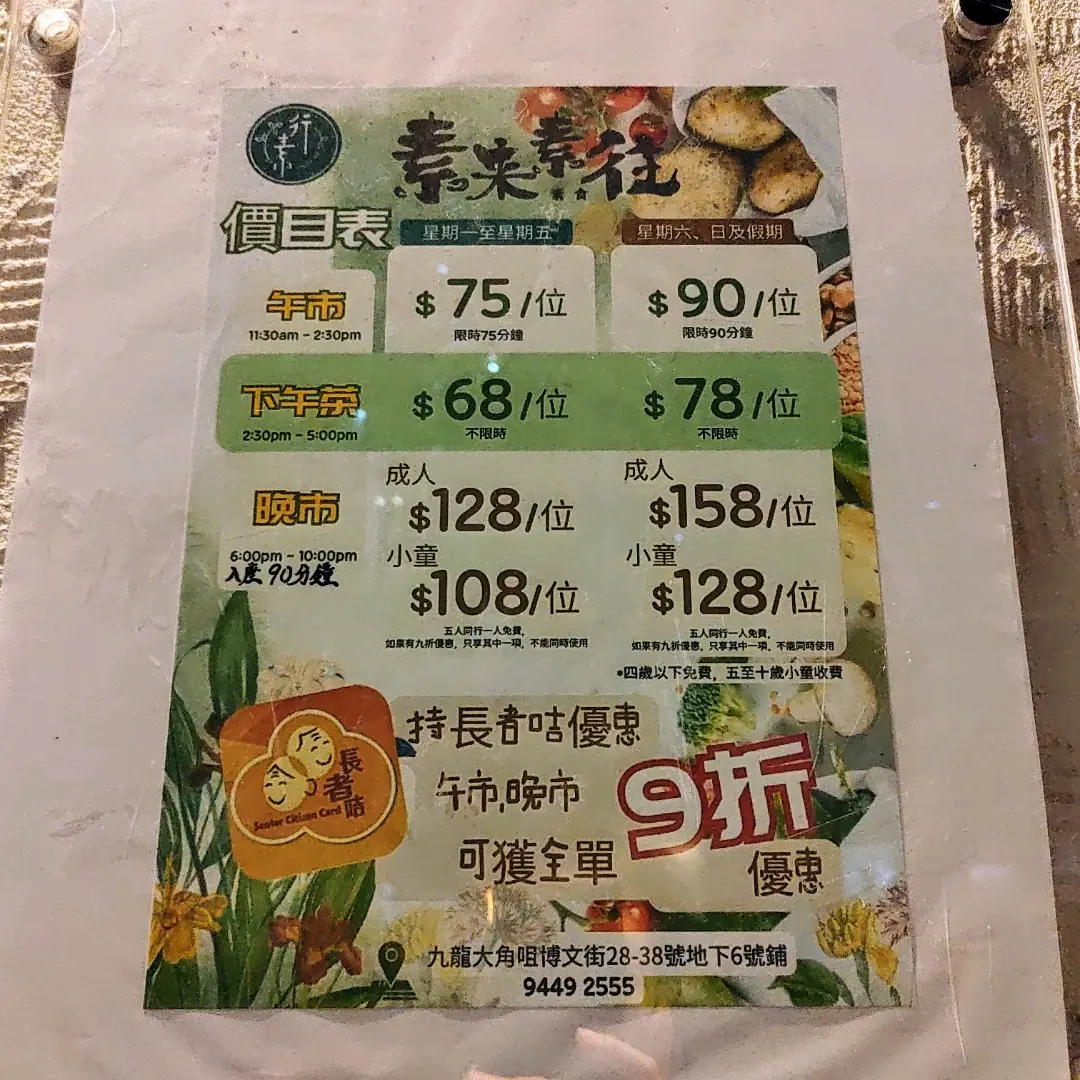 行素
素来素往
素食
價目表
星期一至星期五
星期六、日及假期
午市
11:30am - 2:30pm
$75/位
限時75分鐘
$90/位
限時90分鐘
下午茶
2:30pm - 5:00pm
$68/位
不限時
$78/位
不限時
晚市
6:00pm - 10:00pm
入座90分鐘
成人
$128/位
小童
$108/位
五人同行一人免費,
如果有九折優惠, 只享其中一項, 不能同時使用
成人
$158/位
小童
$128/位
五人同行一人免費,
如果有九折優惠, 只享其中一項, 不能同時使用
*四歲以下免費, 五至十歲小童收費
長者咭
Senior Citizen Card
持長者咭優惠
午市,晚市
可獲全單
9折
優惠
九龍大角咀博文街28-38號地下6號鋪
9449 2555